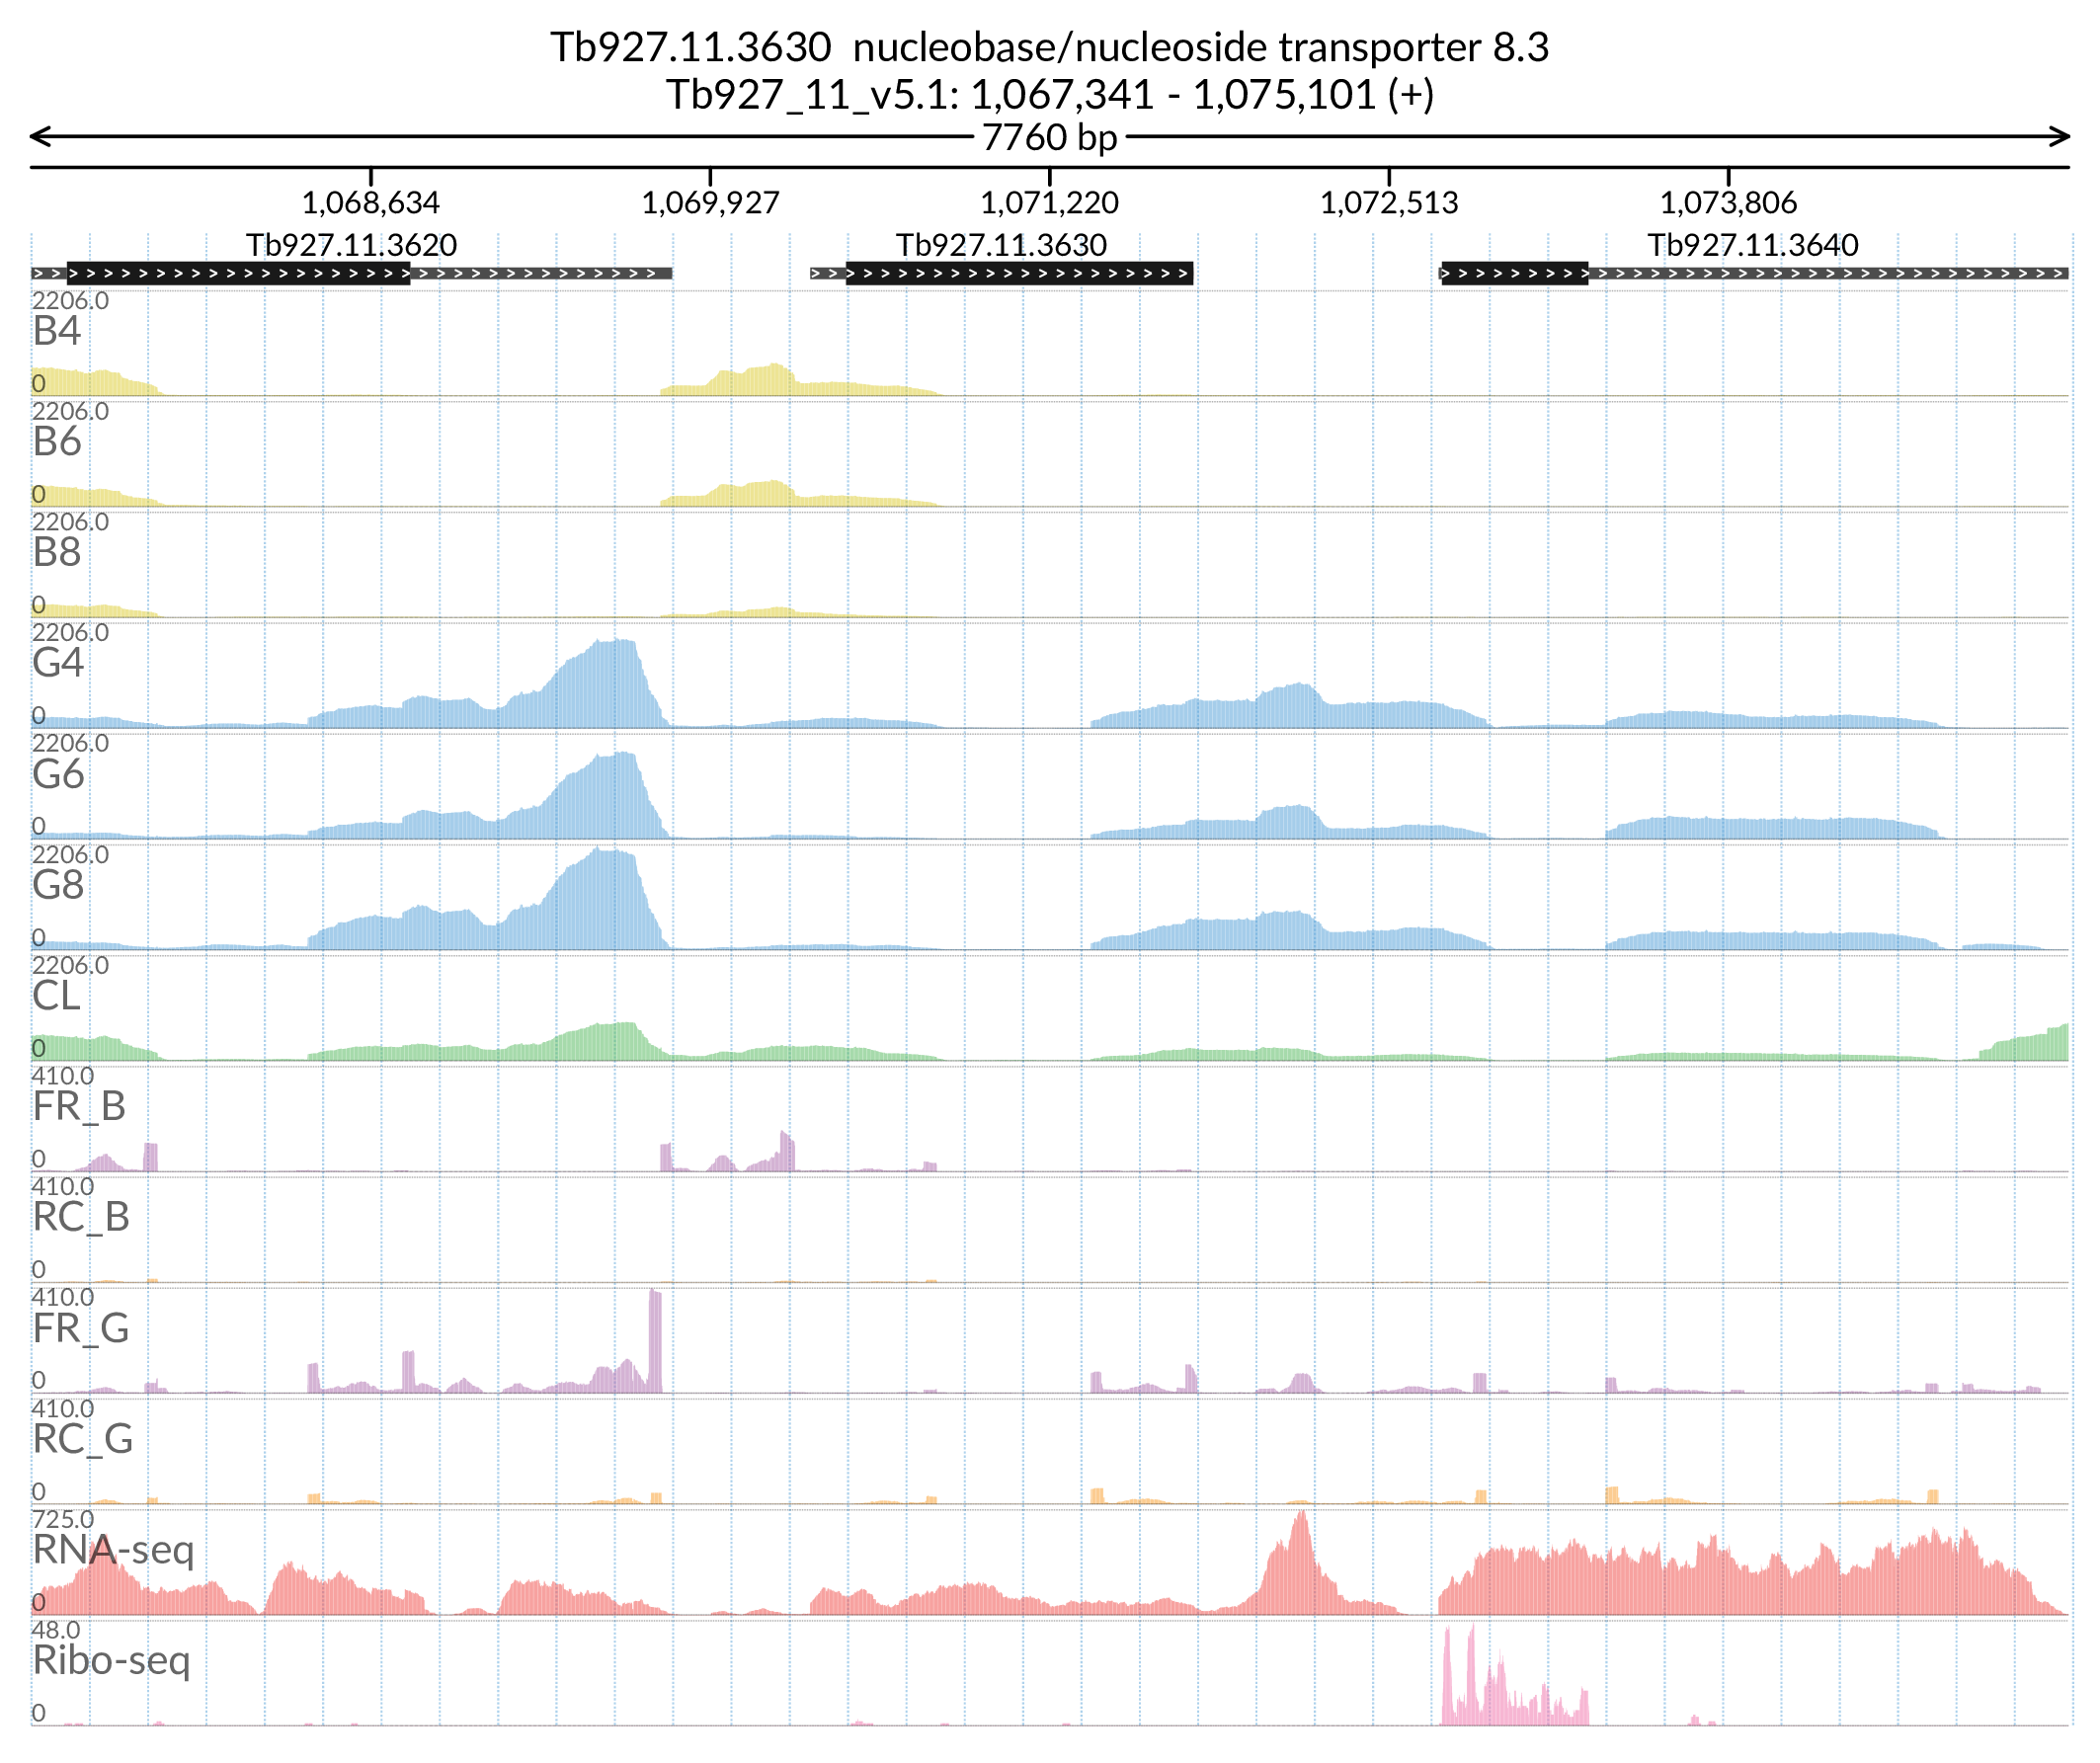 Tb927.11.3630 nucleobase/nucleoside transporter 8.3
Tb927_11_v5.1: 1,067,341 - 1,075,101 (+)
7760 bp
1,068,634 1,069,927 1,071,220 1,072,513 1,073,806
Tb927.11.3620 Tb927.11.3630 Tb927.11.3640
2206.0
B4
0
2206.0
B6
0
2206.0
B8
0
2206.0
G4
0
2206.0
G6
0
2206.0
G8
0
2206.0
CL
0
410.0
FR_B
0
410.0
RC_B
0
410.0
FR_G
0
410.0
RC_G
0
725.0
RNA-seq
0
48.0
Ribo-seq
0